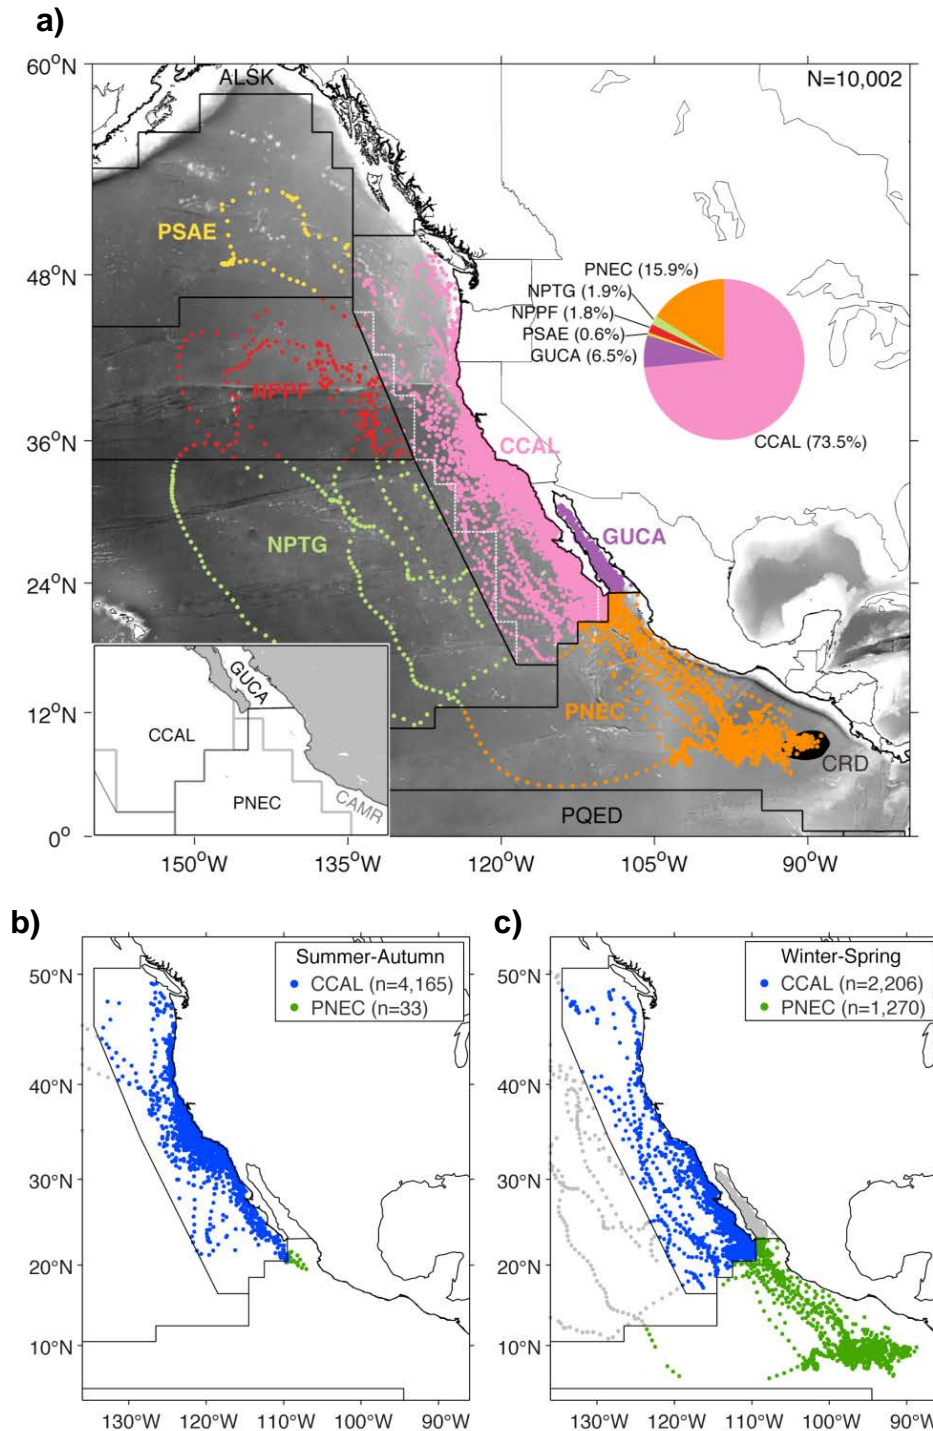 a)
60°N
ALSK
N=10,002
PSAE
48°N
PNEC (15.9%)
NPTG (1.9%)
NPPF (1.8%)
PSAE (0.6%)
GUCA (6.5%)
NPPF
36°N
CCAL
CCAL (73.5%)
NPTG
GUCA
24°N
GUCA
CCAL
12°N
PNEC
CRD
PNEC
CAMR
PQED
0°
150°W 135°W 120°W 105°W 90°W
b)
c)
50°N
Summer-Autumn
CCAL (n=4,165)
PNEC (n=33)
40°N
30°N
20°N
10°N
130°W 120°W 110°W 100°W 90°W
50°N
Winter-Spring
CCAL (n=2,206)
PNEC (n=1,270)
40°N
30°N
20°N
10°N
130°W 120°W 110°W 100°W 90°W